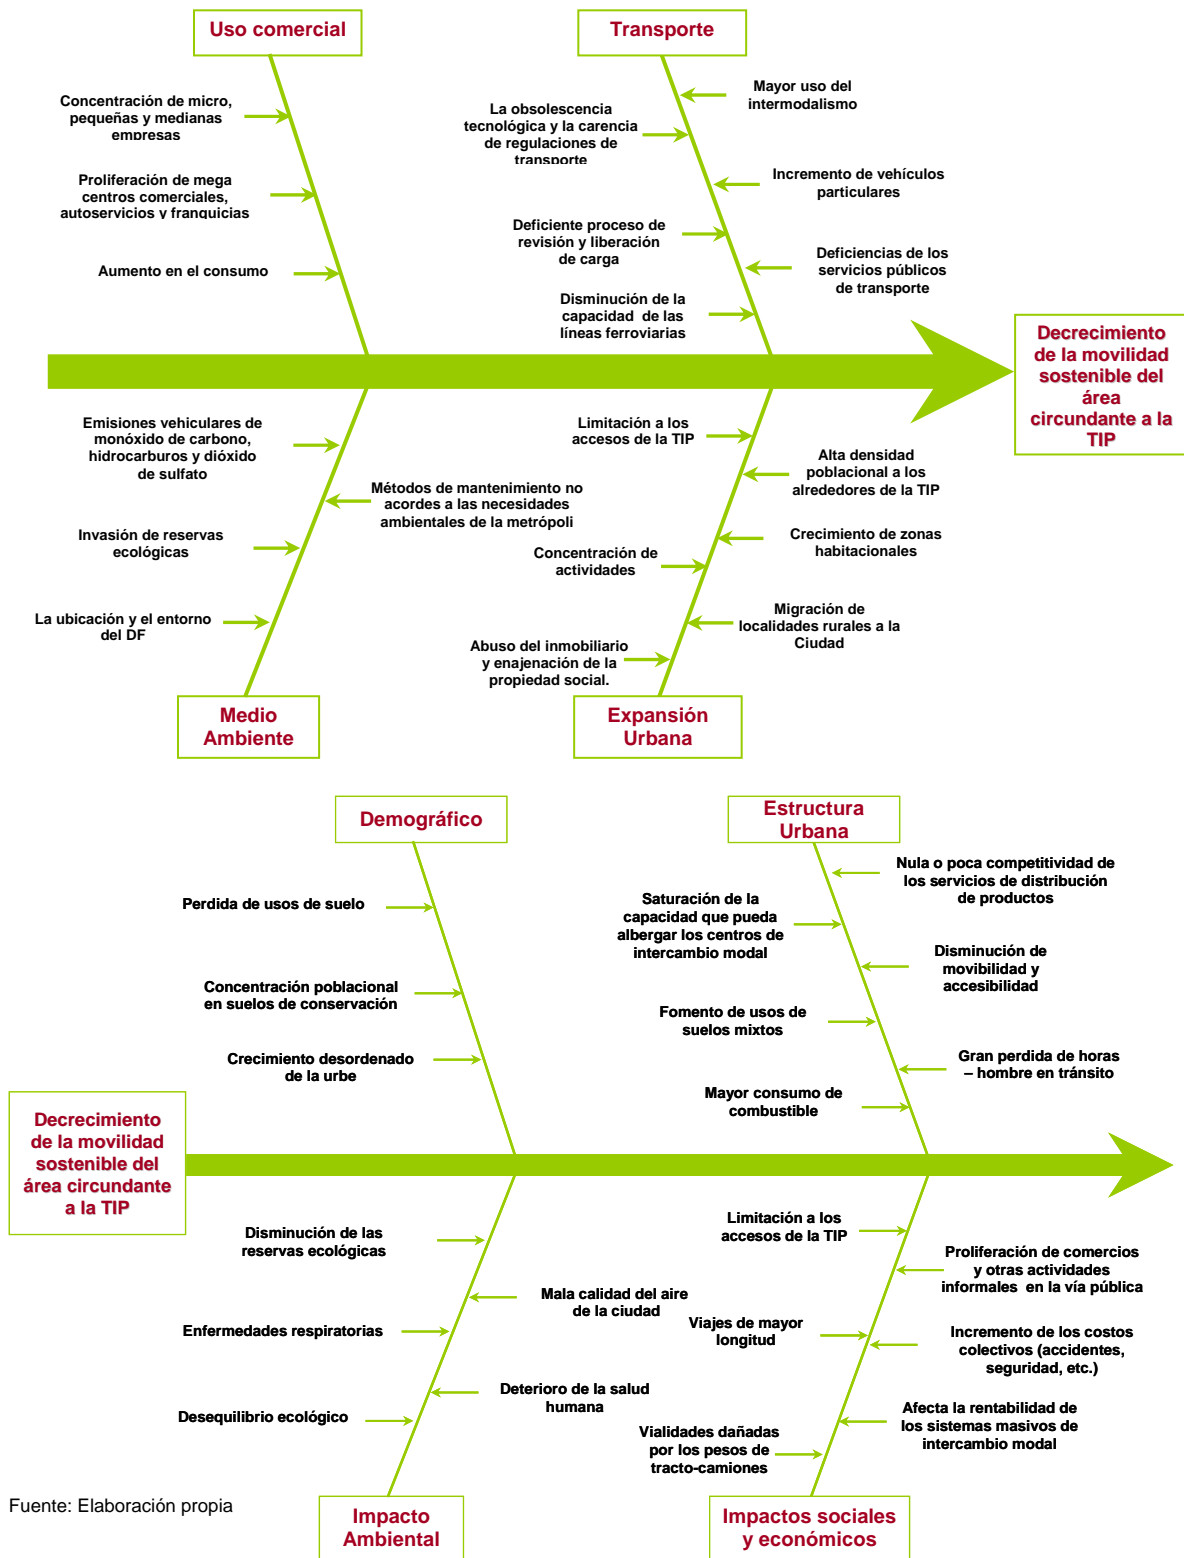 Uso comercial
Transporte
Concentración de micro,
pequeñas y medianas
empresas
Proliferación de mega
centros comerciales,
autoservicios y franquicias
Aumento en el consumo
Mayor uso del
intermodalismo
La obsolescencia
tecnológica y la carencia
de regulaciones de
transporte
Incremento de vehículos
particulares
Deficiente proceso de
revisión y liberación
de carga
Deficiencias de los
servicios públicos
de transporte
Disminución de la
capacidad de las
líneas ferroviarias
Decrecimiento
de la movilidad
sostenible del
área
circundante a la
TIP
Emisiones vehiculares de
monóxido de carbono,
hidrocarburos y dióxido
de sulfato
Métodos de mantenimiento no
acordes a las necesidades
ambientales de la metrópoli
Invasión de reservas
ecológicas
La ubicación y el entorno
del DF
Limitación a los
accesos de la TIP
Alta densidad
poblacional a los
alrededores de la TIP
Crecimiento de zonas
habitacionales
Concentración de
actividades
Migración de
localidades rurales a la
Ciudad
Abuso del inmobiliario
y enajenación de la
propiedad social.
Medio
Ambiente
Expansión
Urbana
Demográfico
Estructura
Urbana
Perdida de usos de suelo
Concentración poblacional
en suelos de conservación
Crecimiento desordenado
de la urbe
Nula o poca competitividad de
los servicios de distribución
de productos
Saturación de la
capacidad que pueda
albergar los centros de
intercambio modal
Disminución de
movibilidad y
accesibilidad
Fomento de usos de
suelos mixtos
Gran perdida de horas
– hombre en tránsito
Mayor consumo de
combustible
Decrecimiento
de la movilidad
sostenible del
área circundante
a la TIP
Disminución de las
reservas ecológicas
Mala calidad del aire
de la ciudad
Enfermedades respiratorias
Deterioro de la salud
humana
Desequilibrio ecológico
Limitación a los
accesos de la TIP
Proliferación de comercios
y otras actividades
informales en la vía pública
Viajes de mayor
longitud
Incremento de los costos
colectivos (accidentes,
seguridad, etc.)
Afecta la rentabilidad de
los sistemas masivos de
intercambio modal
Vialidades dañadas
por los pesos de
tracto-camiones
Impacto
Ambiental
Impactos sociales
y económicos
Fuente: Elaboración propia